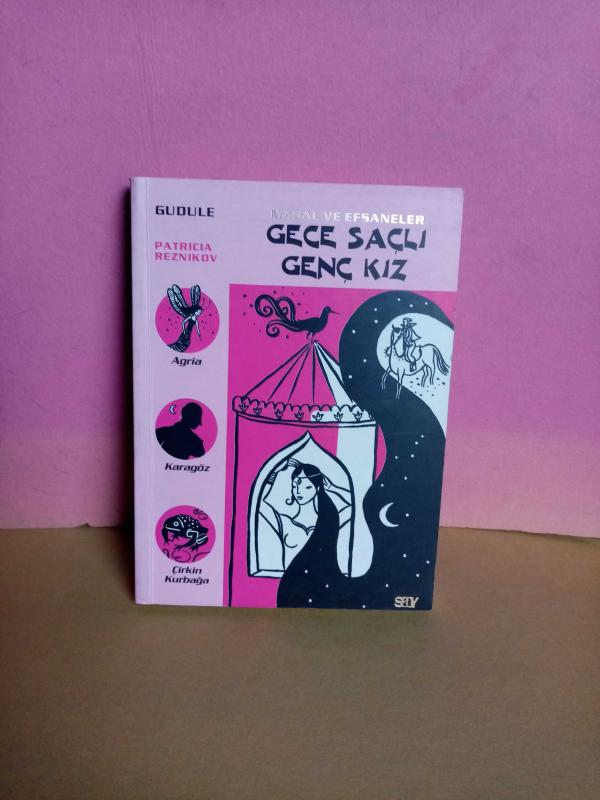 GUDULE
PATRICIA
REZNIKOV
Agria
Karagöz
Çirkin
Kurbağa
MASAL VE EFSANELER
GECE SAÇLI
GENÇ KIZ
SAY